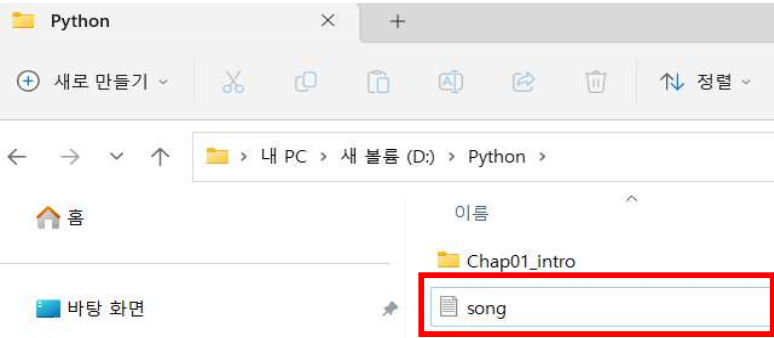 Python
새로 만들기
정렬
내 PC > 새 볼륨 (D:) > Python >
홈
이름
Chap01_intro
바탕 화면
song